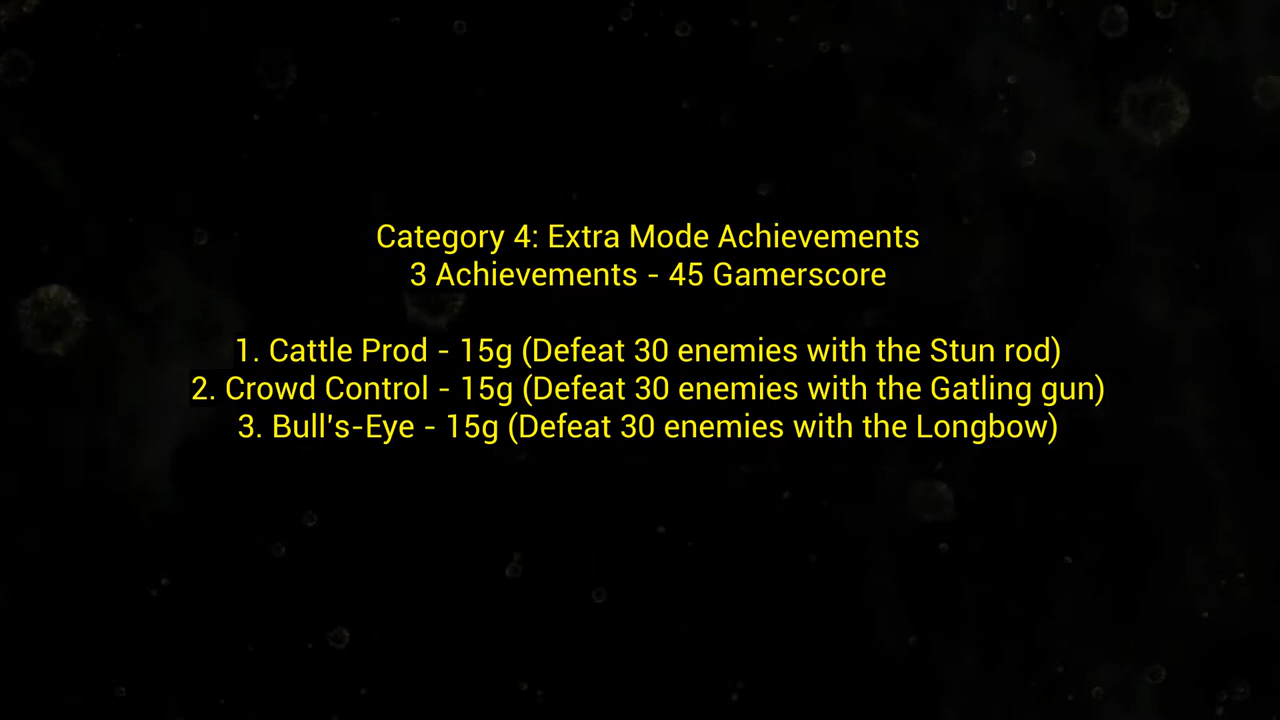 Category 4: Extra Mode Achievements
3 Achievements - 45 Gamerscore
1. Cattle Prod - 15g (Defeat 30 enemies with the Stun rod)
2. Crowd Control - 15g (Defeat 30 enemies with the Gatling gun)
3. Bull's-Eye - 15g (Defeat 30 enemies with the Longbow)